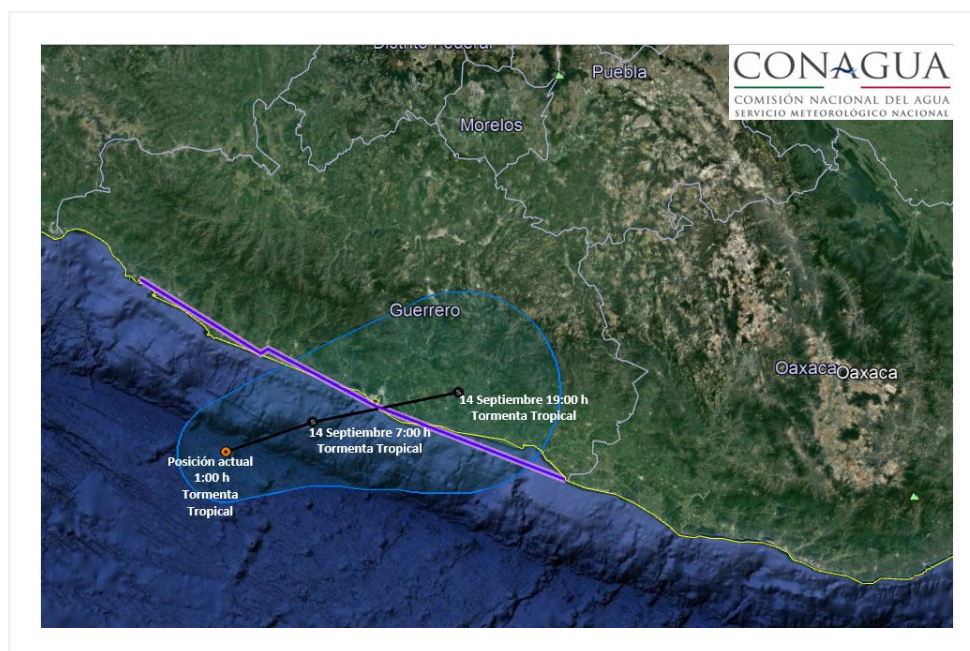 Distrito Federal
Puebla
CONAGUA
COMISIÓN NACIONAL DEL AGUA
SERVICIO METEOROLÓGICO NACIONAL
Morelos
Guerrero
Oaxaca
Oaxaca
14 Septiembre 19:00 h
Tormenta Tropical
14 Septiembre 7:00 h
Tormenta Tropical
Posición actual
1:00 h
Tormenta
Tropical